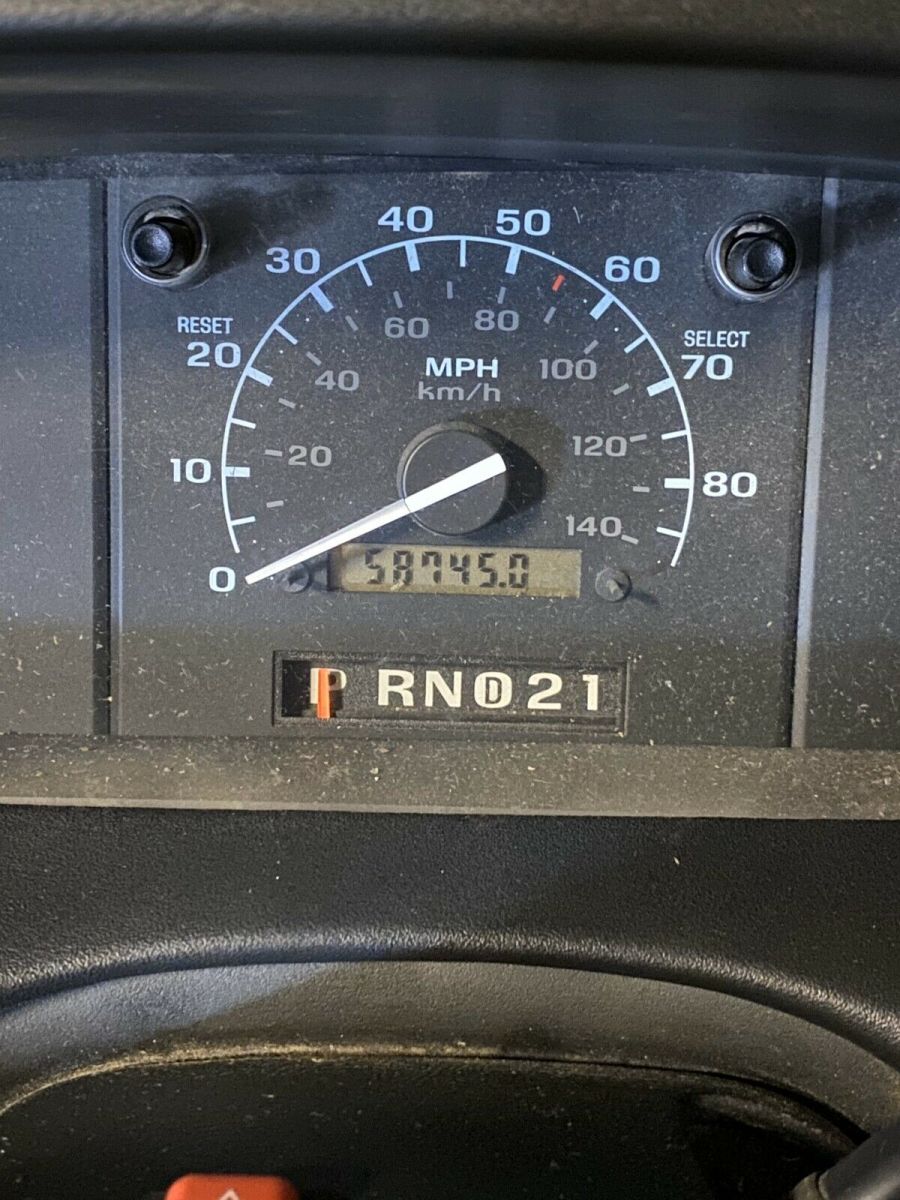 40 50
30 60
RESET SELECT
20 60 80 70
MPH
40 km/h 100
10 20 120 80
140
0 58745.0
P RND21